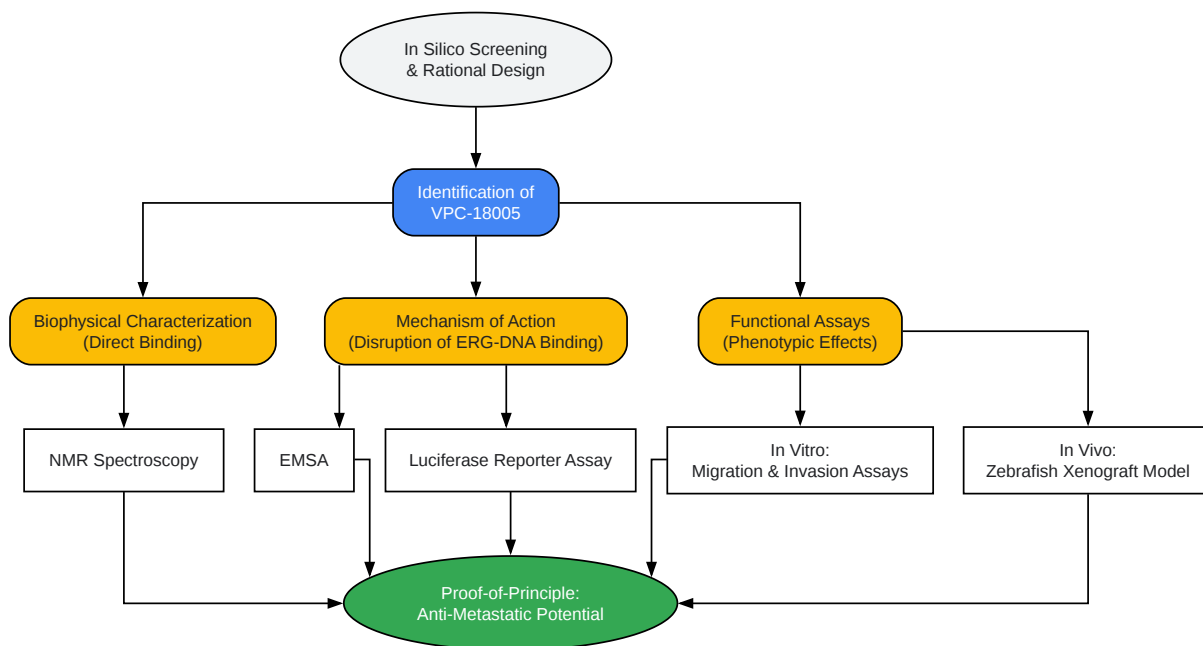 In Silico Screening
& Rational Design
Identification of
VPC-18005
Biophysical Characterization
(Direct Binding)
Mechanism of Action
(Disruption of ERG-DNA Binding)
Functional Assays
(Phenotypic Effects)
NMR Spectroscopy
EMSA
Luciferase Reporter Assay
In Vitro:
Migration & Invasion Assays
In Vivo:
Zebrafish Xenograft Model
Proof-of-Principle:
Anti-Metastatic Potential